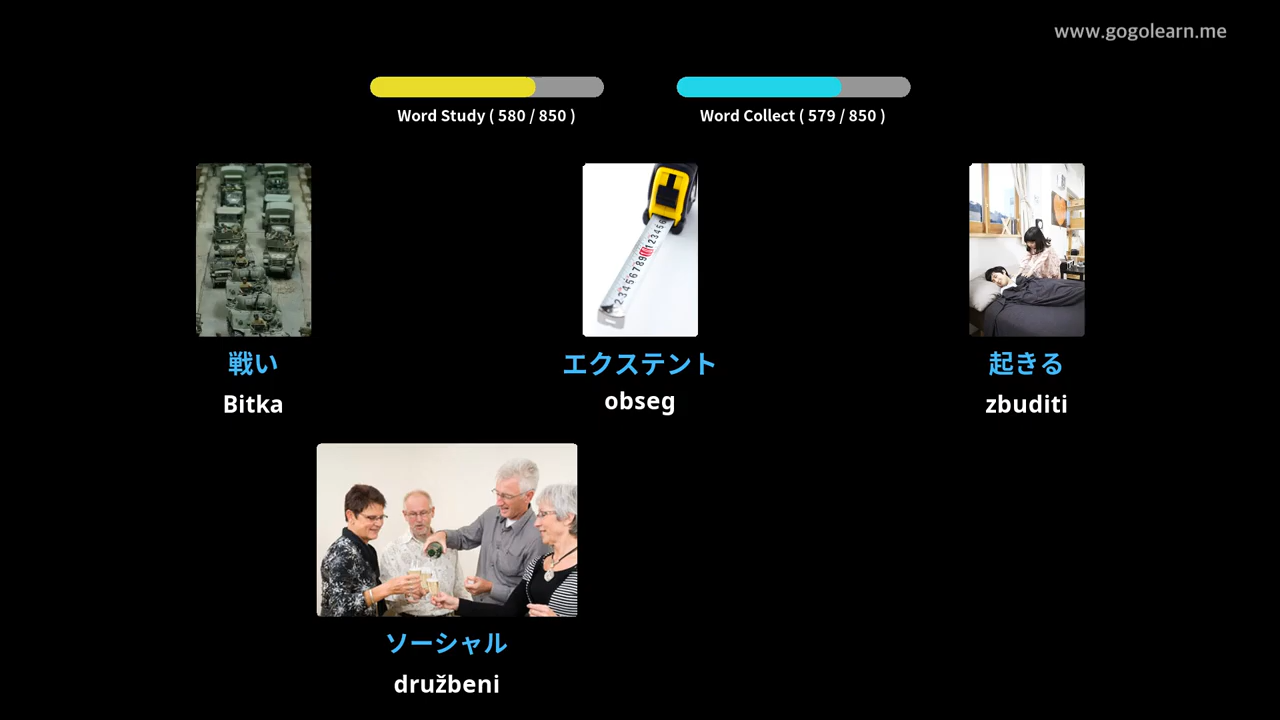 www.gogolearn.me
Word Study ( 580 / 850 )
Word Collect ( 579 / 850 )
戦い
Bitka
エクステント
obseg
起きる
zbuditi
ソーシャル
družbeni